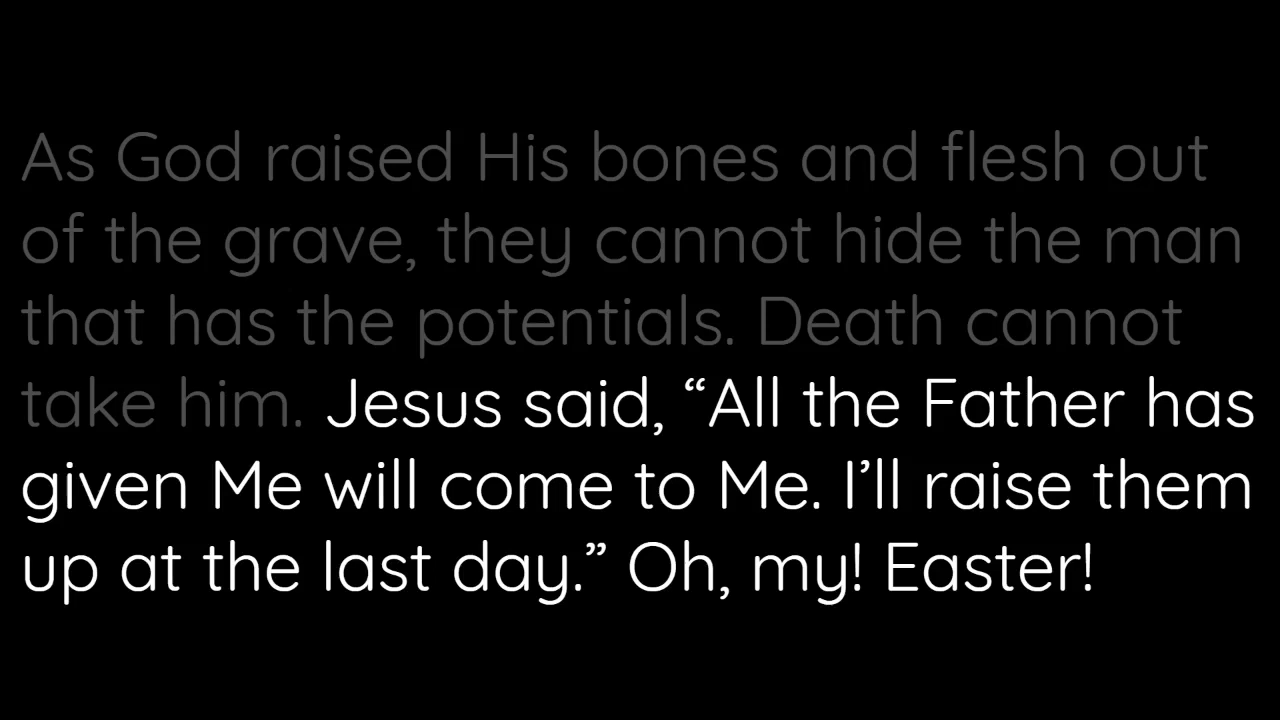 As God raised His bones and flesh out
of the grave, they cannot hide the man
that has the potentials. Death cannot
take him. Jesus said, “All the Father has
given Me will come to Me. I’ll raise them
up at the last day.” Oh, my! Easter!